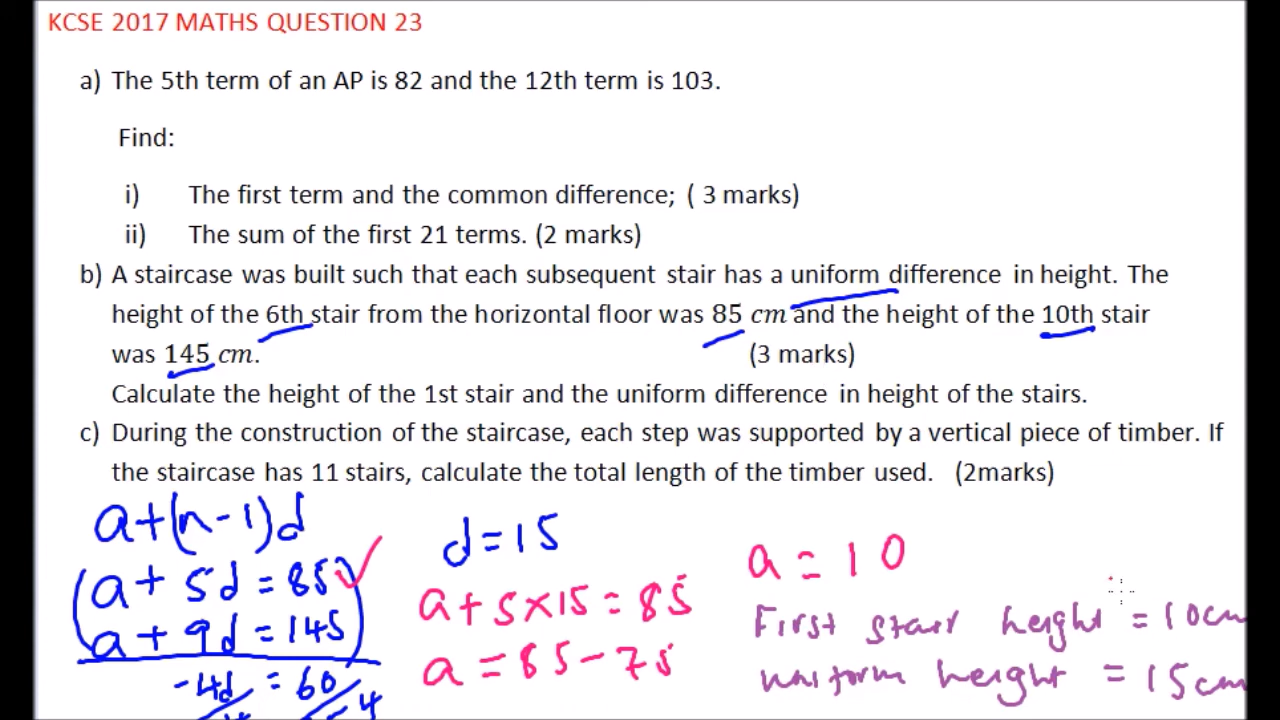 KCSE 2017 MATHS QUESTION 23
a) The 5th term of an AP is 82 and the 12th term is 103.
Find:
i) The first term and the common difference; ( 3 marks)
ii) The sum of the first 21 terms. (2 marks)
b) A staircase was built such that each subsequent stair has a uniform difference in height. The
height of the 6th stair from the horizontal floor was 85 cm and the height of the 10th stair
was 145 cm. (3 marks)
Calculate the height of the 1st stair and the uniform difference in height of the stairs.
c) During the construction of the staircase, each step was supported by a vertical piece of timber. If
the staircase has 11 stairs, calculate the total length of the timber used. (2marks)
a+(n-1)d
(a + 5d = 85) ✓
a + 9d = 145
-4d = 60
d=15
a + 5×15 = 85
a = 85-75
a = 10
First stair height = 10cm
uniform height = 15cm